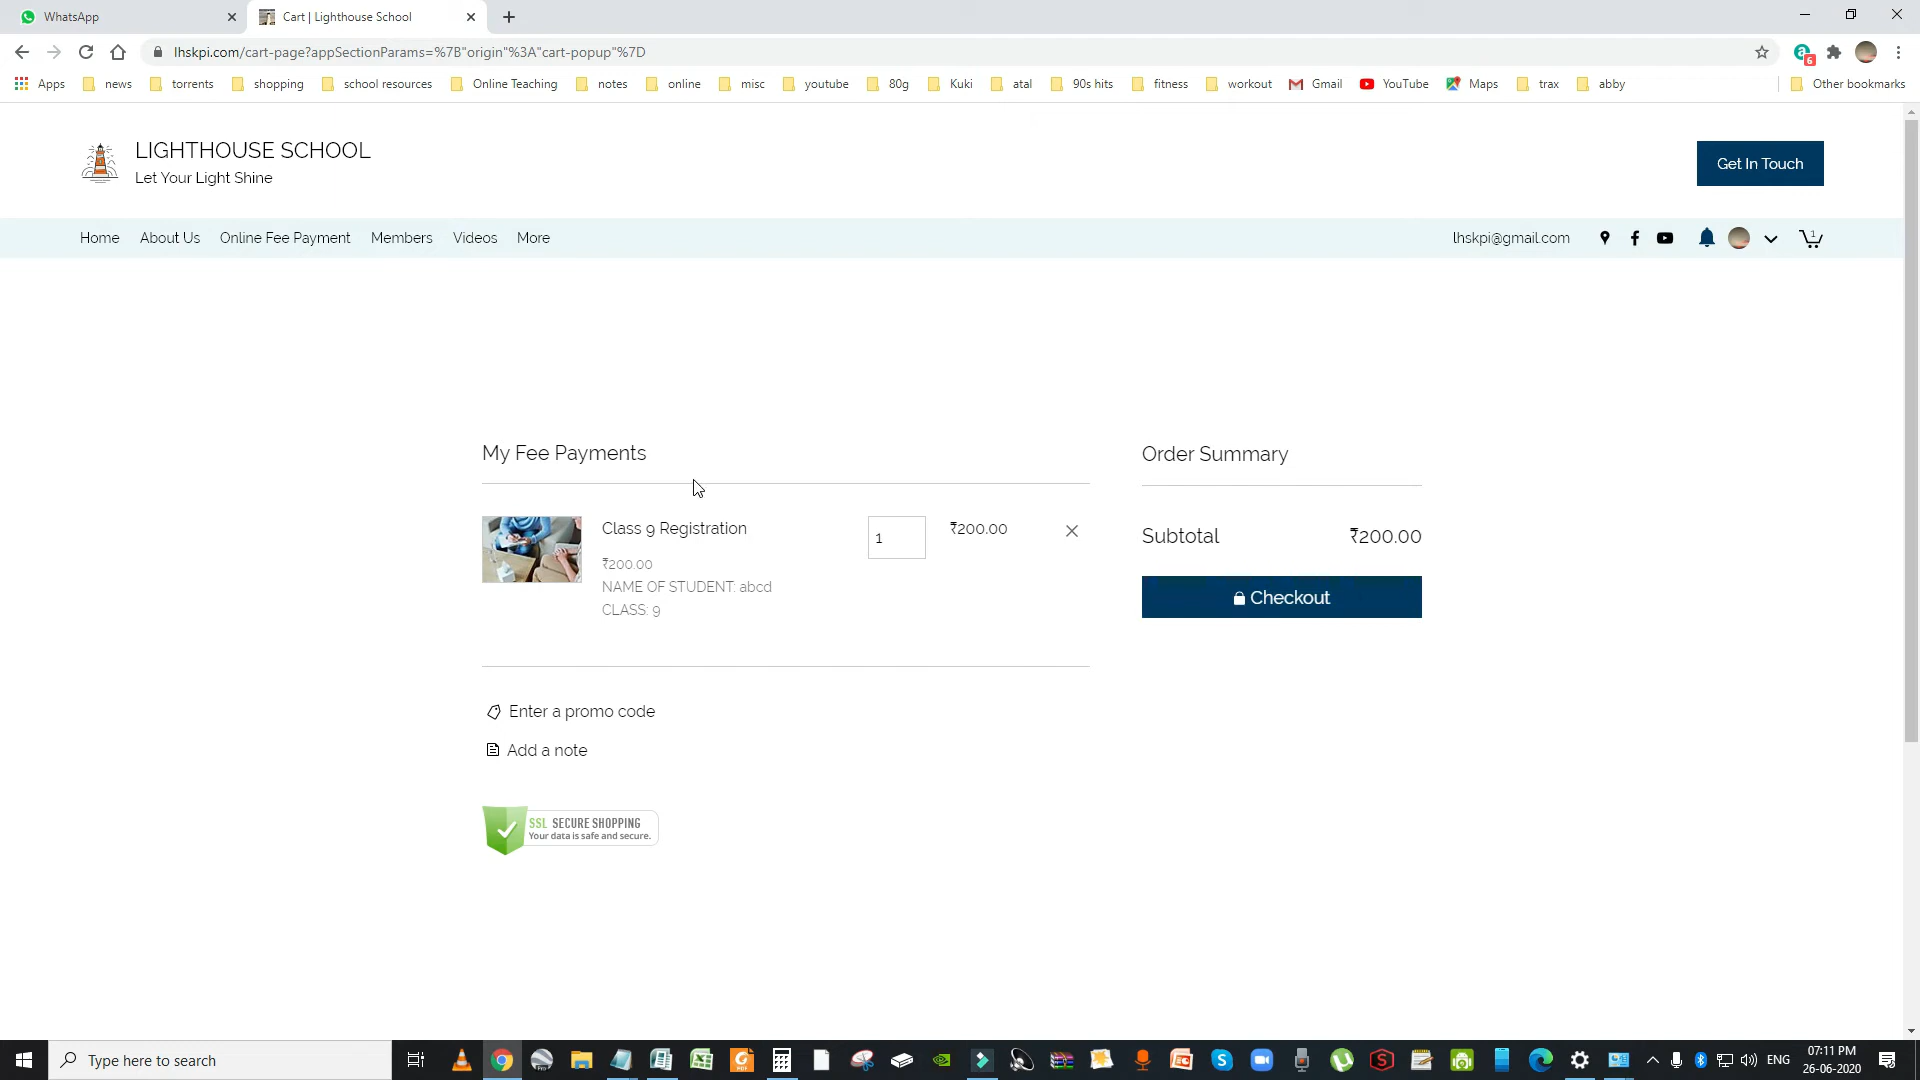 WhatsApp
Cart | Lighthouse School
lhskpi.com/cart-page?appSectionParams=%7B"origin"%3A"cart-popup"%7D
6
Apps news torrents shopping school resources Online Teaching notes online misc youtube 80g Kuki atal 90s hits fitness workout Gmail YouTube Maps trax abby Other bookmarks
LIGHTHOUSE SCHOOL
Let Your Light Shine
Get In Touch
Home About Us Online Fee Payment Members Videos More lhskpi@gmail.com 1
My Fee Payments
Order Summary
Class 9 Registration 1 ₹200.00
₹200.00
NAME OF STUDENT: abcd
CLASS: 9
Subtotal ₹200.00
Checkout
Enter a promo code
Add a note
SSL SECURE SHOPPING
Your data is safe and secure.
Type here to search
ENG
07:11 PM
26-06-2020